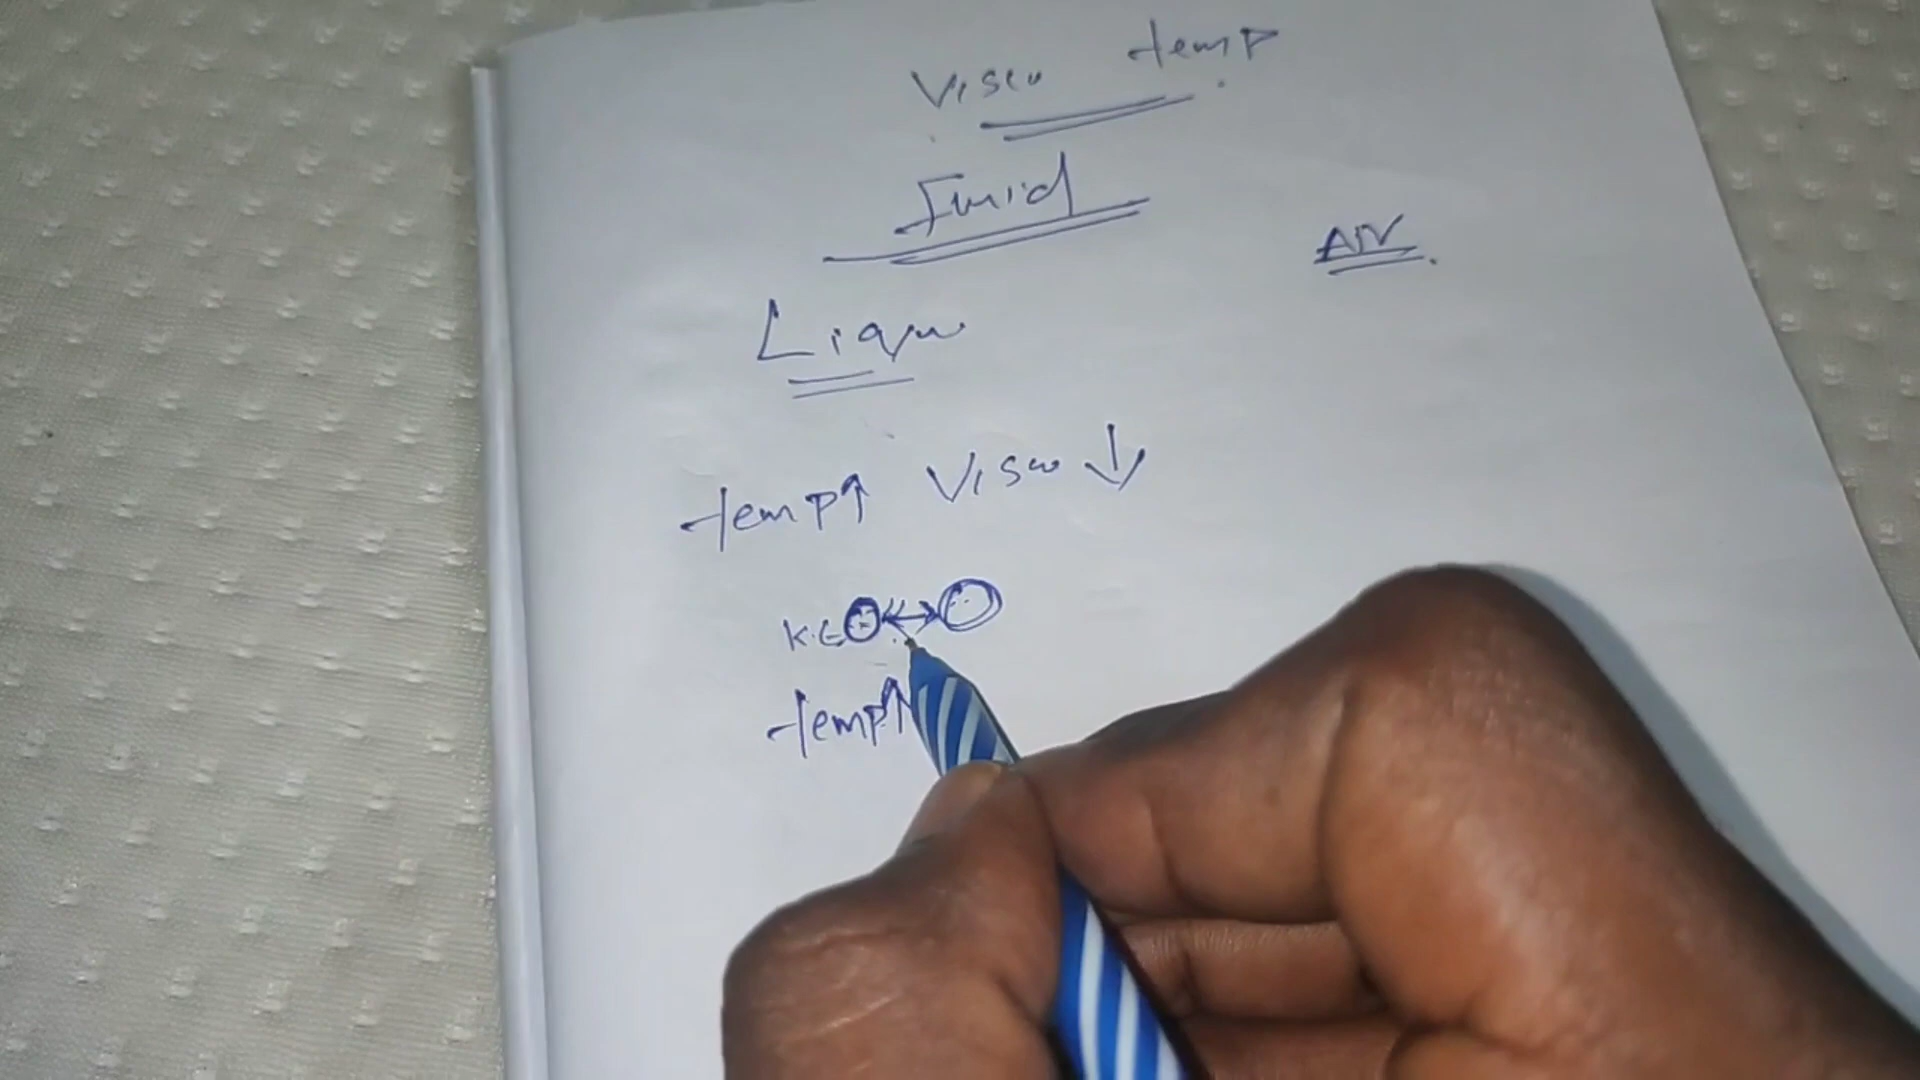 Visco temp
Fluid
AIV
Liqu
temp↑ Visco ↓
K.E ↔
temp↑